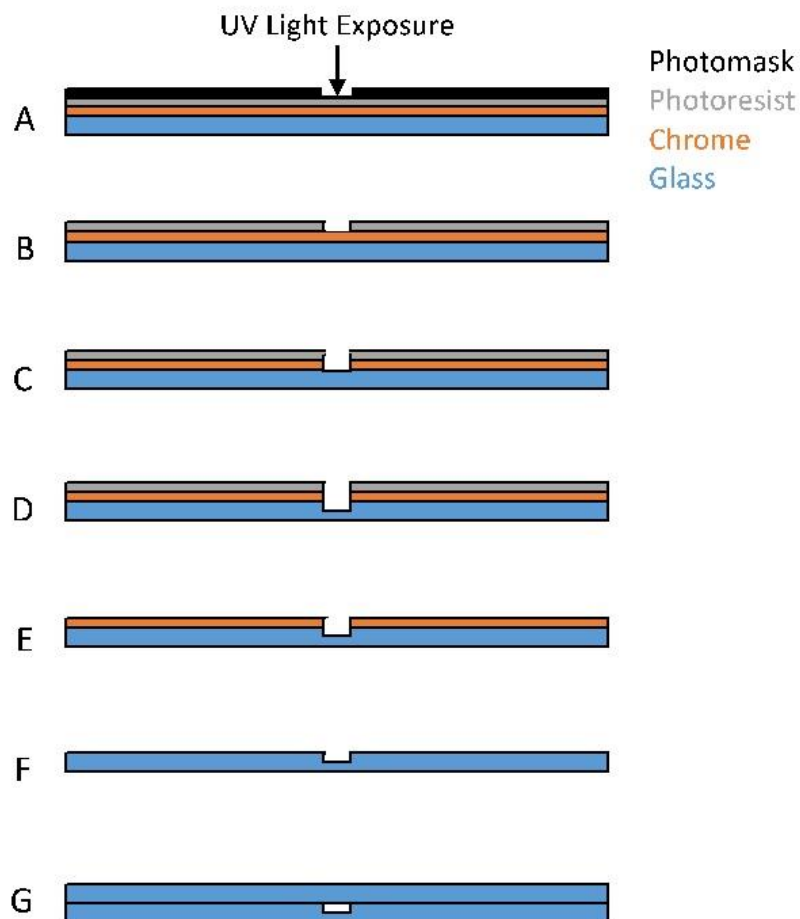 UV Light Exposure
Photomask
Photoresist
Chrome
Glass
A
B
C
D
E
F
G